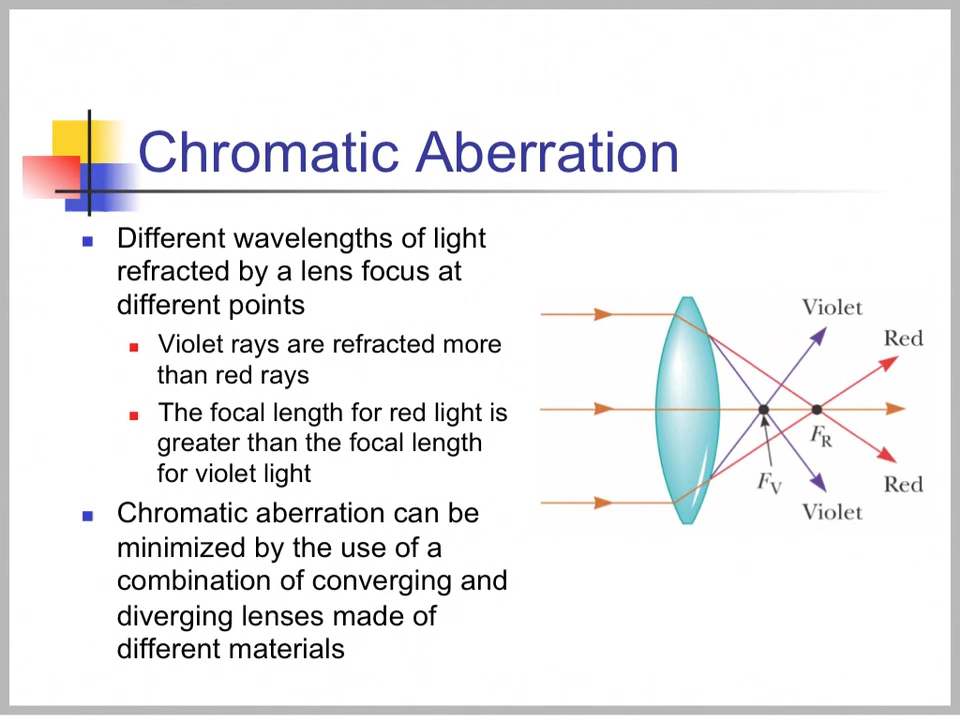 Chromatic Aberration
Different wavelengths of light
refracted by a lens focus at
different points
Violet rays are refracted more
than red rays
The focal length for red light is
greater than the focal length
for violet light
Chromatic aberration can be
minimized by the use of a
combination of converging and
diverging lenses made of
different materials
Violet
Red
FR
FV
Red
Violet